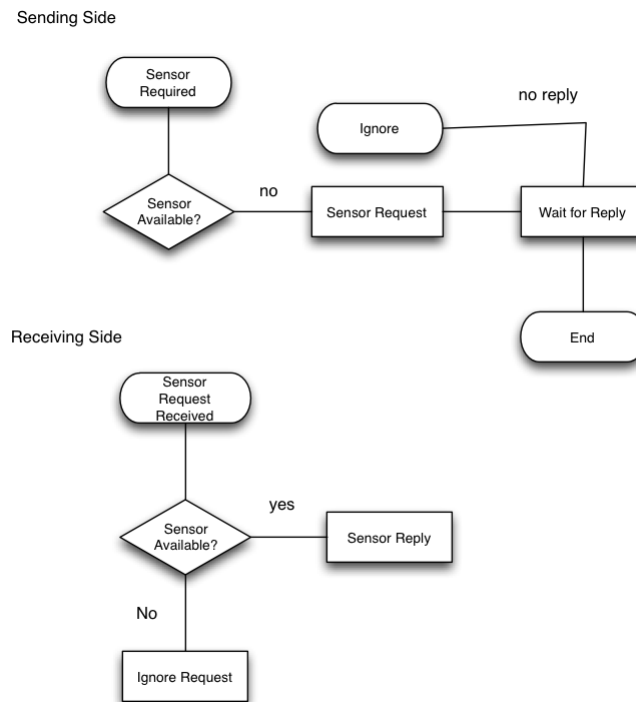 Sending Side
Sensor
Required
no reply
Ignore
no
Sensor
Available?
Sensor Request
Wait for Reply
End
Receiving Side
Sensor
Request
Received
yes
Sensor
Available?
Sensor Reply
No
Ignore Request